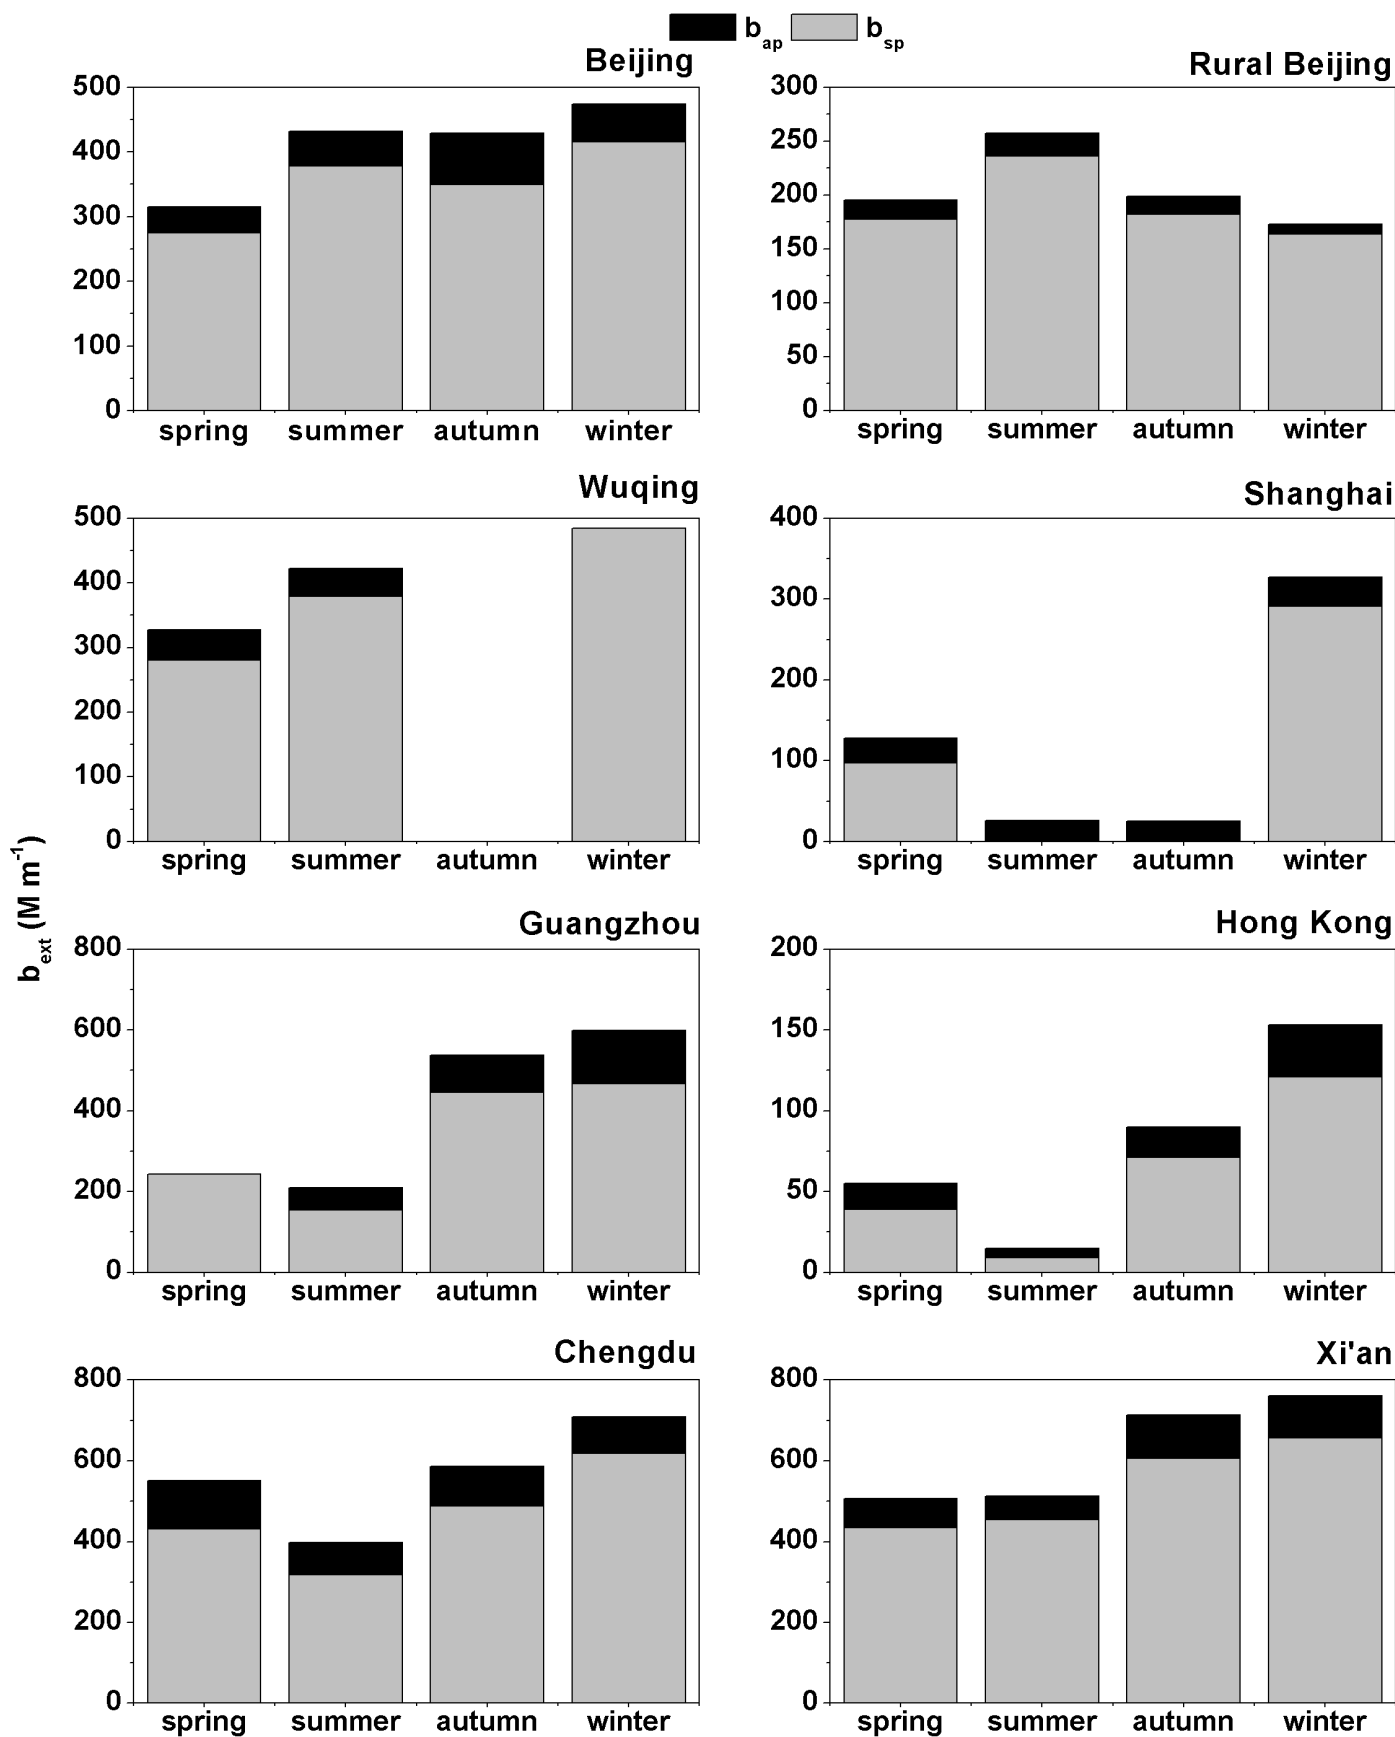 b_ap b_sp
Beijing
500
400
300
200
100
0
spring summer autumn winter
Rural Beijing
300
250
200
150
100
50
0
spring summer autumn winter
Wuqing
500
400
300
200
100
0
spring summer autumn winter
Shanghai
400
300
200
100
0
spring summer autumn winter
b_ext (M m^-1)
Guangzhou
800
600
400
200
0
spring summer autumn winter
Hong Kong
200
150
100
50
0
spring summer autumn winter
Chengdu
800
600
400
200
0
spring summer autumn winter
Xi'an
800
600
400
200
0
spring summer autumn winter